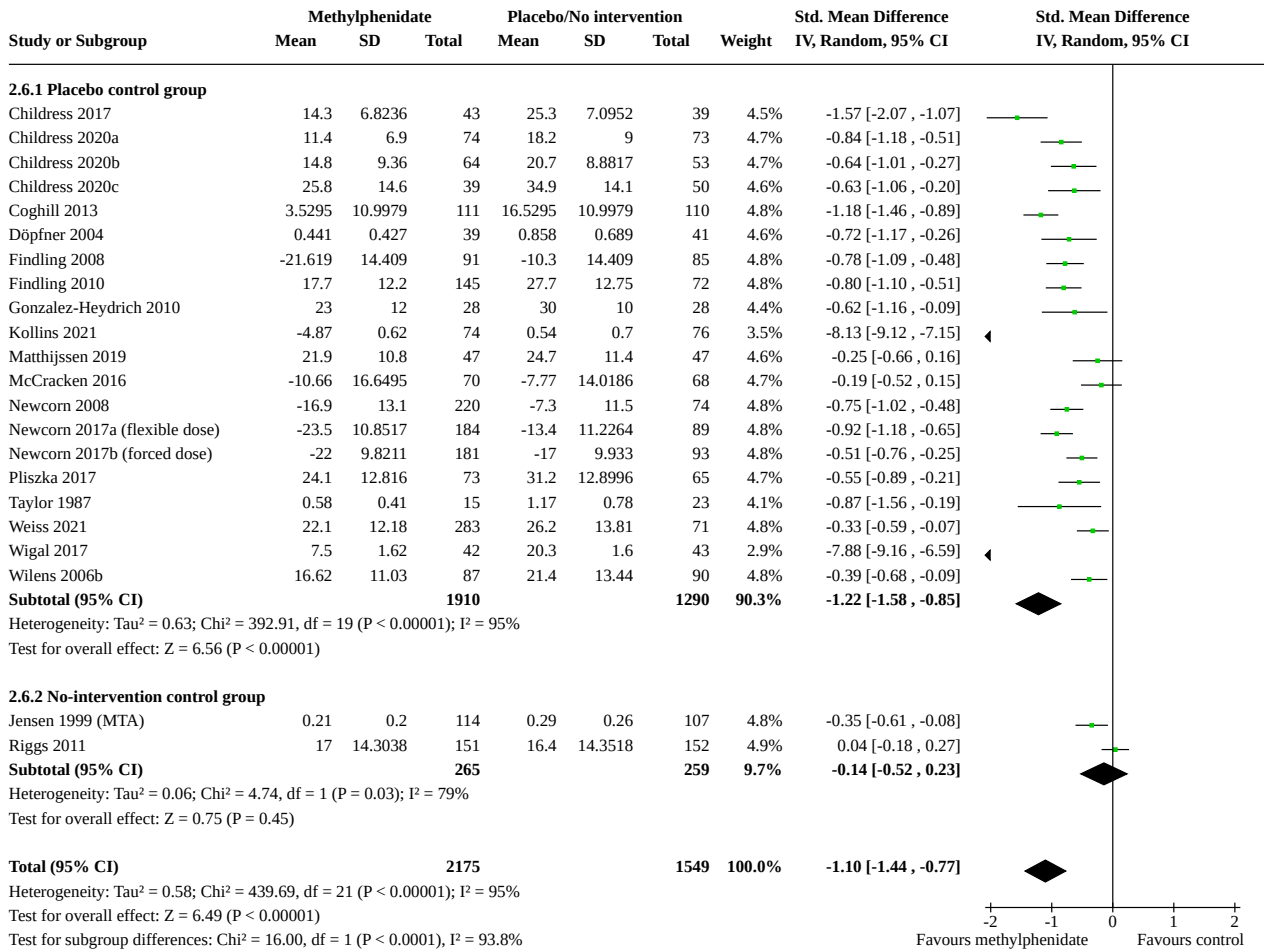 Methylphenidate Placebo/No intervention Std. Mean Difference Std. Mean Difference
Study or Subgroup Mean SD Total Mean SD Total Weight IV, Random, 95% CI IV, Random, 95% CI
2.6.1 Placebo control group
Childress 2017 14.3 6.8236 43 25.3 7.0952 39 4.5% -1.57 [-2.07 , -1.07]
Childress 2020a 11.4 6.9 74 18.2 9 73 4.7% -0.84 [-1.18 , -0.51]
Childress 2020b 14.8 9.36 64 20.7 8.8817 53 4.7% -0.64 [-1.01 , -0.27]
Childress 2020c 25.8 14.6 39 34.9 14.1 50 4.6% -0.63 [-1.06 , -0.20]
Coghill 2013 3.5295 10.9979 111 16.5295 10.9979 110 4.8% -1.18 [-1.46 , -0.89]
Döpfner 2004 0.441 0.427 39 0.858 0.689 41 4.6% -0.72 [-1.17 , -0.26]
Findling 2008 -21.619 14.409 91 -10.3 14.409 85 4.8% -0.78 [-1.09 , -0.48]
Findling 2010 17.7 12.2 145 27.7 12.75 72 4.8% -0.80 [-1.10 , -0.51]
Gonzalez-Heydrich 2010 23 12 28 30 10 28 4.4% -0.62 [-1.16 , -0.09]
Kollins 2021 -4.87 0.62 74 0.54 0.7 76 3.5% -8.13 [-9.12 , -7.15]
Matthijssen 2019 21.9 10.8 47 24.7 11.4 47 4.6% -0.25 [-0.66 , 0.16]
McCracken 2016 -10.66 16.6495 70 -7.77 14.0186 68 4.7% -0.19 [-0.52 , 0.15]
Newcorn 2008 -16.9 13.1 220 -7.3 11.5 74 4.8% -0.75 [-1.02 , -0.48]
Newcorn 2017a (flexible dose) -23.5 10.8517 184 -13.4 11.2264 89 4.8% -0.92 [-1.18 , -0.65]
Newcorn 2017b (forced dose) -22 9.8211 181 -17 9.933 93 4.8% -0.51 [-0.76 , -0.25]
Pliszka 2017 24.1 12.816 73 31.2 12.8996 65 4.7% -0.55 [-0.89 , -0.21]
Taylor 1987 0.58 0.41 15 1.17 0.78 23 4.1% -0.87 [-1.56 , -0.19]
Weiss 2021 22.1 12.18 283 26.2 13.81 71 4.8% -0.33 [-0.59 , -0.07]
Wigal 2017 7.5 1.62 42 20.3 1.6 43 2.9% -7.88 [-9.16 , -6.59]
Wilens 2006b 16.62 11.03 87 21.4 13.44 90 4.8% -0.39 [-0.68 , -0.09]
Subtotal (95% CI) 1910 1290 90.3% -1.22 [-1.58 , -0.85]
Heterogeneity: Tau² = 0.63; Chi² = 392.91, df = 19 (P < 0.00001); I² = 95%
Test for overall effect: Z = 6.56 (P < 0.00001)
2.6.2 No-intervention control group
Jensen 1999 (MTA) 0.21 0.2 114 0.29 0.26 107 4.8% -0.35 [-0.61 , -0.08]
Riggs 2011 17 14.3038 151 16.4 14.3518 152 4.9% 0.04 [-0.18 , 0.27]
Subtotal (95% CI) 265 259 9.7% -0.14 [-0.52 , 0.23]
Heterogeneity: Tau² = 0.06; Chi² = 4.74, df = 1 (P = 0.03); I² = 79%
Test for overall effect: Z = 0.75 (P = 0.45)
Total (95% CI) 2175 1549 100.0% -1.10 [-1.44 , -0.77]
Heterogeneity: Tau² = 0.58; Chi² = 439.69, df = 21 (P < 0.00001); I² = 95%
Test for overall effect: Z = 6.49 (P < 0.00001)
Test for subgroup differences: Chi² = 16.00, df = 1 (P < 0.0001), I² = 93.8%
-2 -1 0 1 2
Favours methylphenidate Favours control